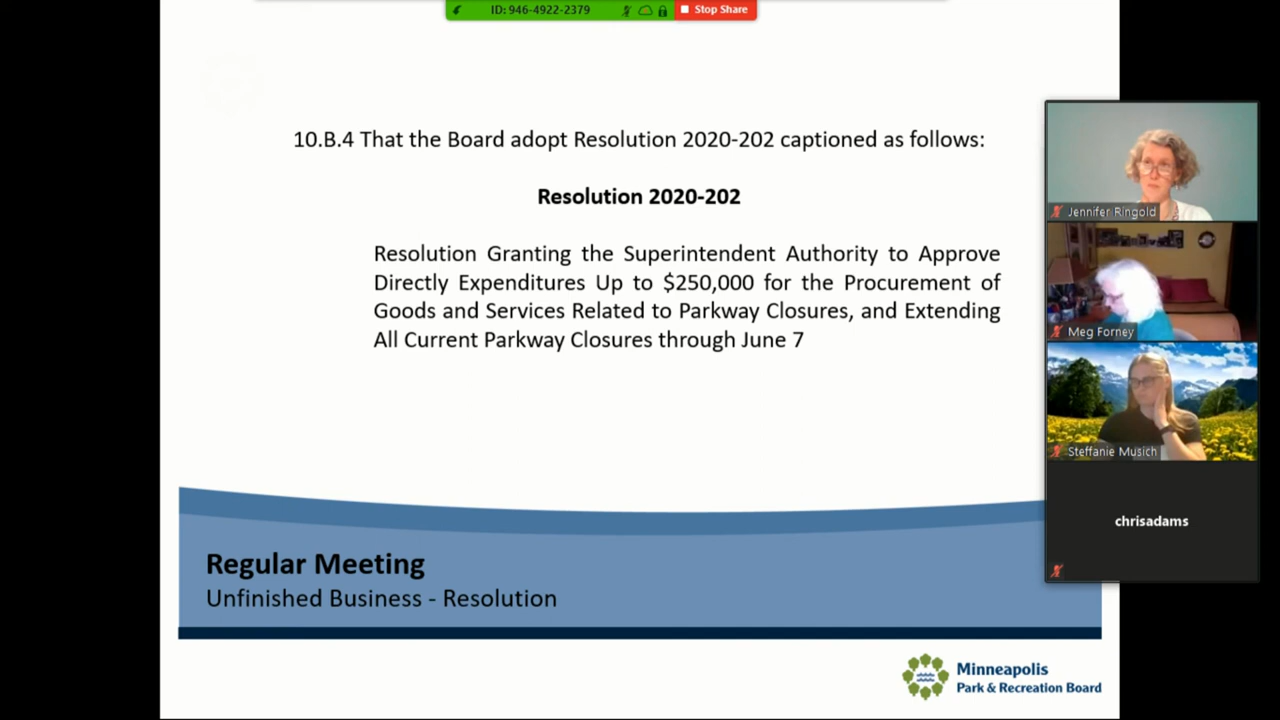 ID: 946-4922-2379
Stop Share
10.B.4 That the Board adopt Resolution 2020-202 captioned as follows:
Resolution 2020-202
Resolution Granting the Superintendent Authority to Approve
Directly Expenditures Up to $250,000 for the Procurement of
Goods and Services Related to Parkway Closures, and Extending
All Current Parkway Closures through June 7
Jennifer Ringold
Meg Forney
Steffanie Musich
chrisadams
Regular Meeting
Unfinished Business - Resolution
Minneapolis
Park & Recreation Board